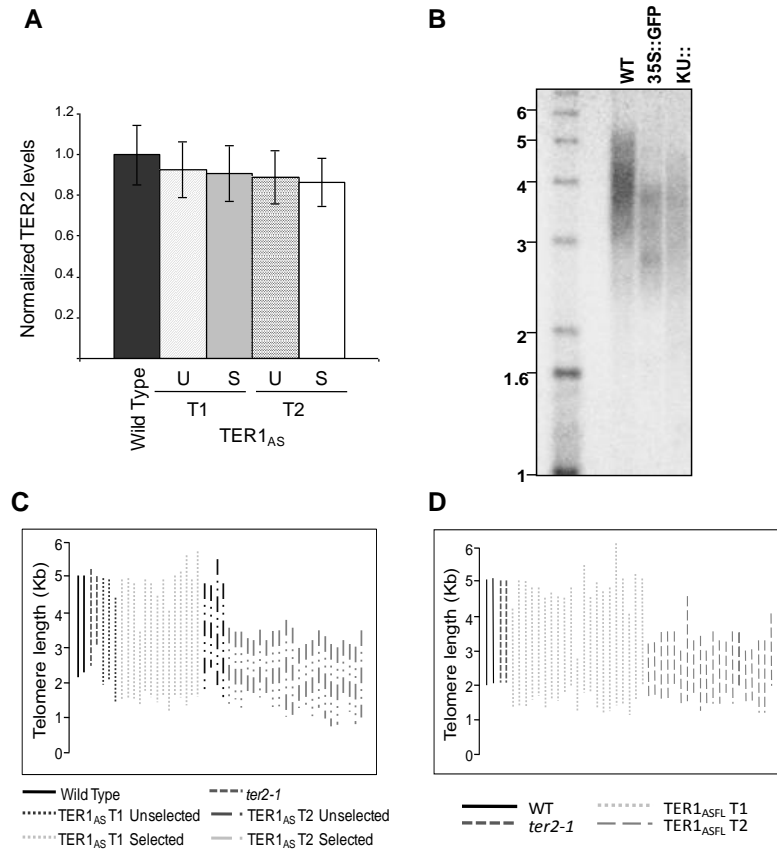 A
Normalized TER2 levels
1.2
1.0
0.8
0.6
0.4
0.2
Wild Type
U
S
U
S
T1
T2
TER1AS
B
WT
35S::GFP
KU::
6
5
4
3
2
1.6
1
C
Telomere length (Kb)
6
5
4
3
2
1
0
Wild Type
ter2-1
TER1AS T1 Unselected
TER1AS T2 Unselected
TER1AS T1 Selected
TER1AS T2 Selected
D
Telomere length (Kb)
6
5
4
3
2
1
0
WT
TER1ASFL T1
ter2-1
TER1ASFL T2